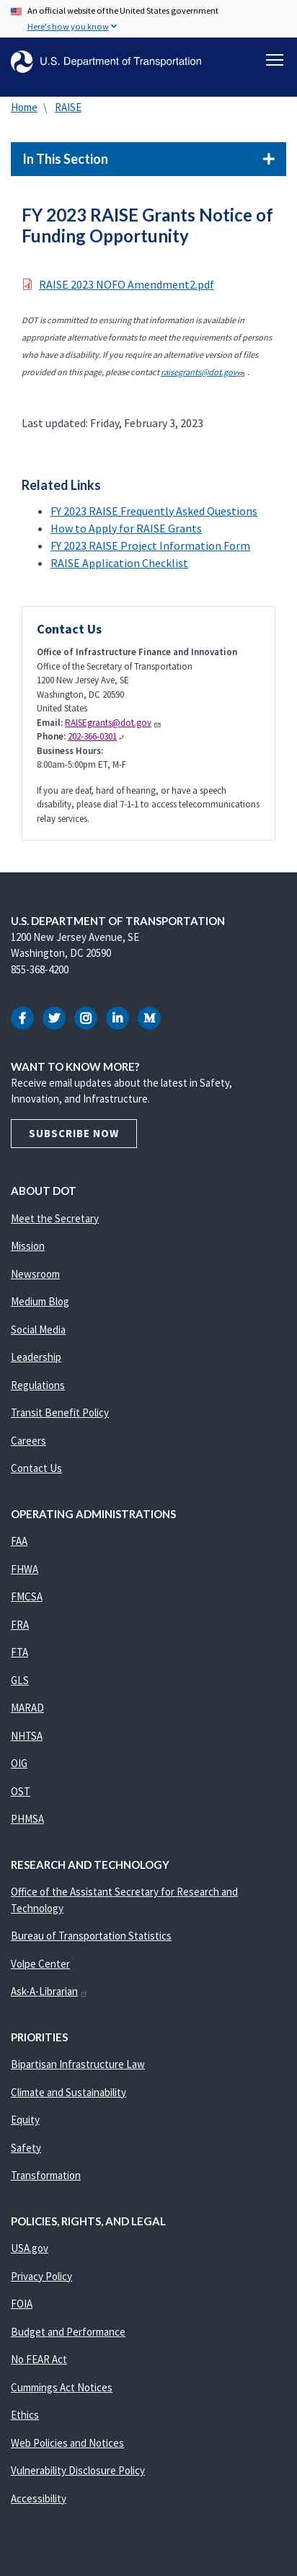 An official website of the United States government
Here's how you know
U.S. Department of Transportation
Home \ RAISE
In This Section
FY 2023 RAISE Grants Notice of
Funding Opportunity
RAISE 2023 NOFO Amendment2.pdf
DOT is committed to ensuring that information is available in
appropriate alternative formats to meet the requirements of persons
who have a disability. If you require an alternative version of files
provided on this page, please contact raisegrants@dot.gov .
Last updated: Friday, February 3, 2023
Related Links
FY 2023 RAISE Frequently Asked Questions
How to Apply for RAISE Grants
FY 2023 RAISE Project Information Form
RAISE Application Checklist
Contact Us
Office of Infrastructure Finance and Innovation
Office of the Secretary of Transportation
1200 New Jersey Ave, SE
Washington, DC 20590
United States
Email: RAISEgrants@dot.gov
Phone: 202-366-0301
Business Hours:
8:00am-5:00pm ET, M-F
If you are deaf, hard of hearing, or have a speech
disability, please dial 7-1-1 to access telecommunications
relay services.
U.S. DEPARTMENT OF TRANSPORTATION
1200 New Jersey Avenue, SE
Washington, DC 20590
855-368-4200
WANT TO KNOW MORE?
Receive email updates about the latest in Safety,
Innovation, and Infrastructure.
SUBSCRIBE NOW
ABOUT DOT
Meet the Secretary
Mission
Newsroom
Medium Blog
Social Media
Leadership
Regulations
Transit Benefit Policy
Careers
Contact Us
OPERATING ADMINISTRATIONS
FAA
FHWA
FMCSA
FRA
FTA
GLS
MARAD
NHTSA
OIG
OST
PHMSA
RESEARCH AND TECHNOLOGY
Office of the Assistant Secretary for Research and
Technology
Bureau of Transportation Statistics
Volpe Center
Ask-A-Librarian
PRIORITIES
Bipartisan Infrastructure Law
Climate and Sustainability
Equity
Safety
Transformation
POLICIES, RIGHTS, AND LEGAL
USA.gov
Privacy Policy
FOIA
Budget and Performance
No FEAR Act
Cummings Act Notices
Ethics
Web Policies and Notices
Vulnerability Disclosure Policy
Accessibility